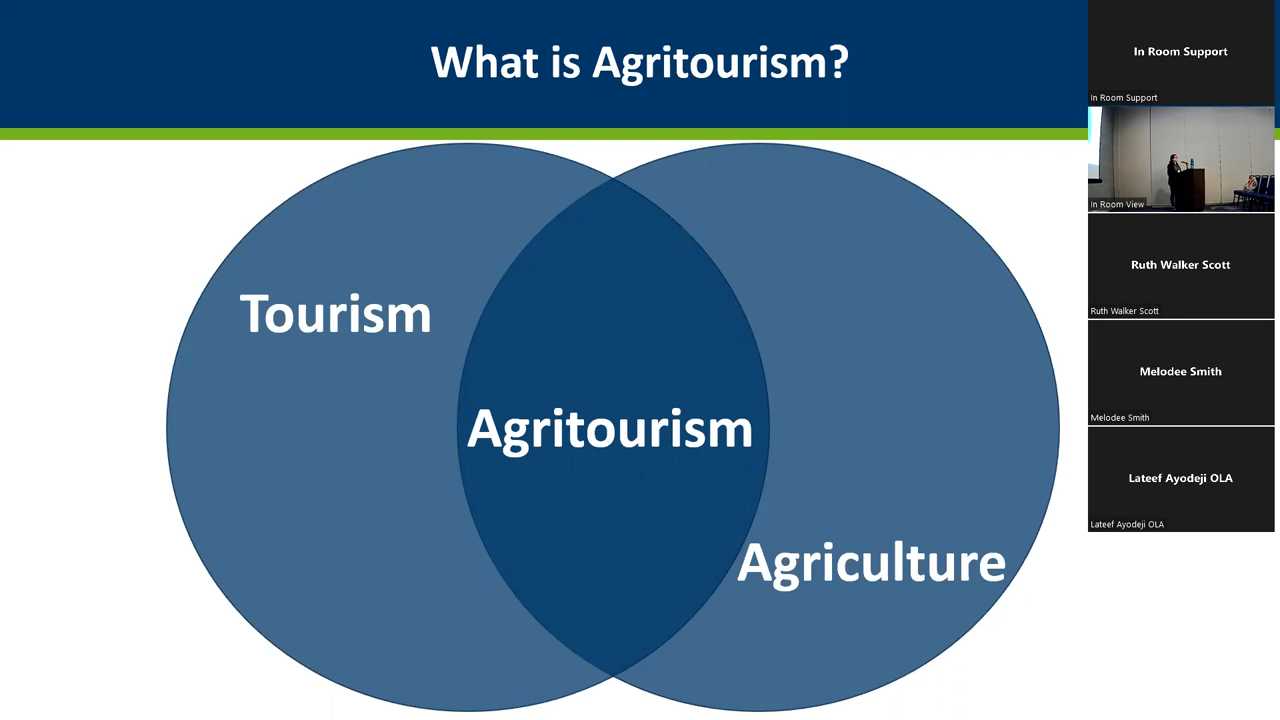 What is Agritourism?
Tourism
Agritourism
Agriculture
In Room Support
In Room Support
In Room View
Ruth Walker Scott
Ruth Walker Scott
Melodee Smith
Melodee Smith
Lateef Ayodeji OLA
Lateef Ayodeji OLA